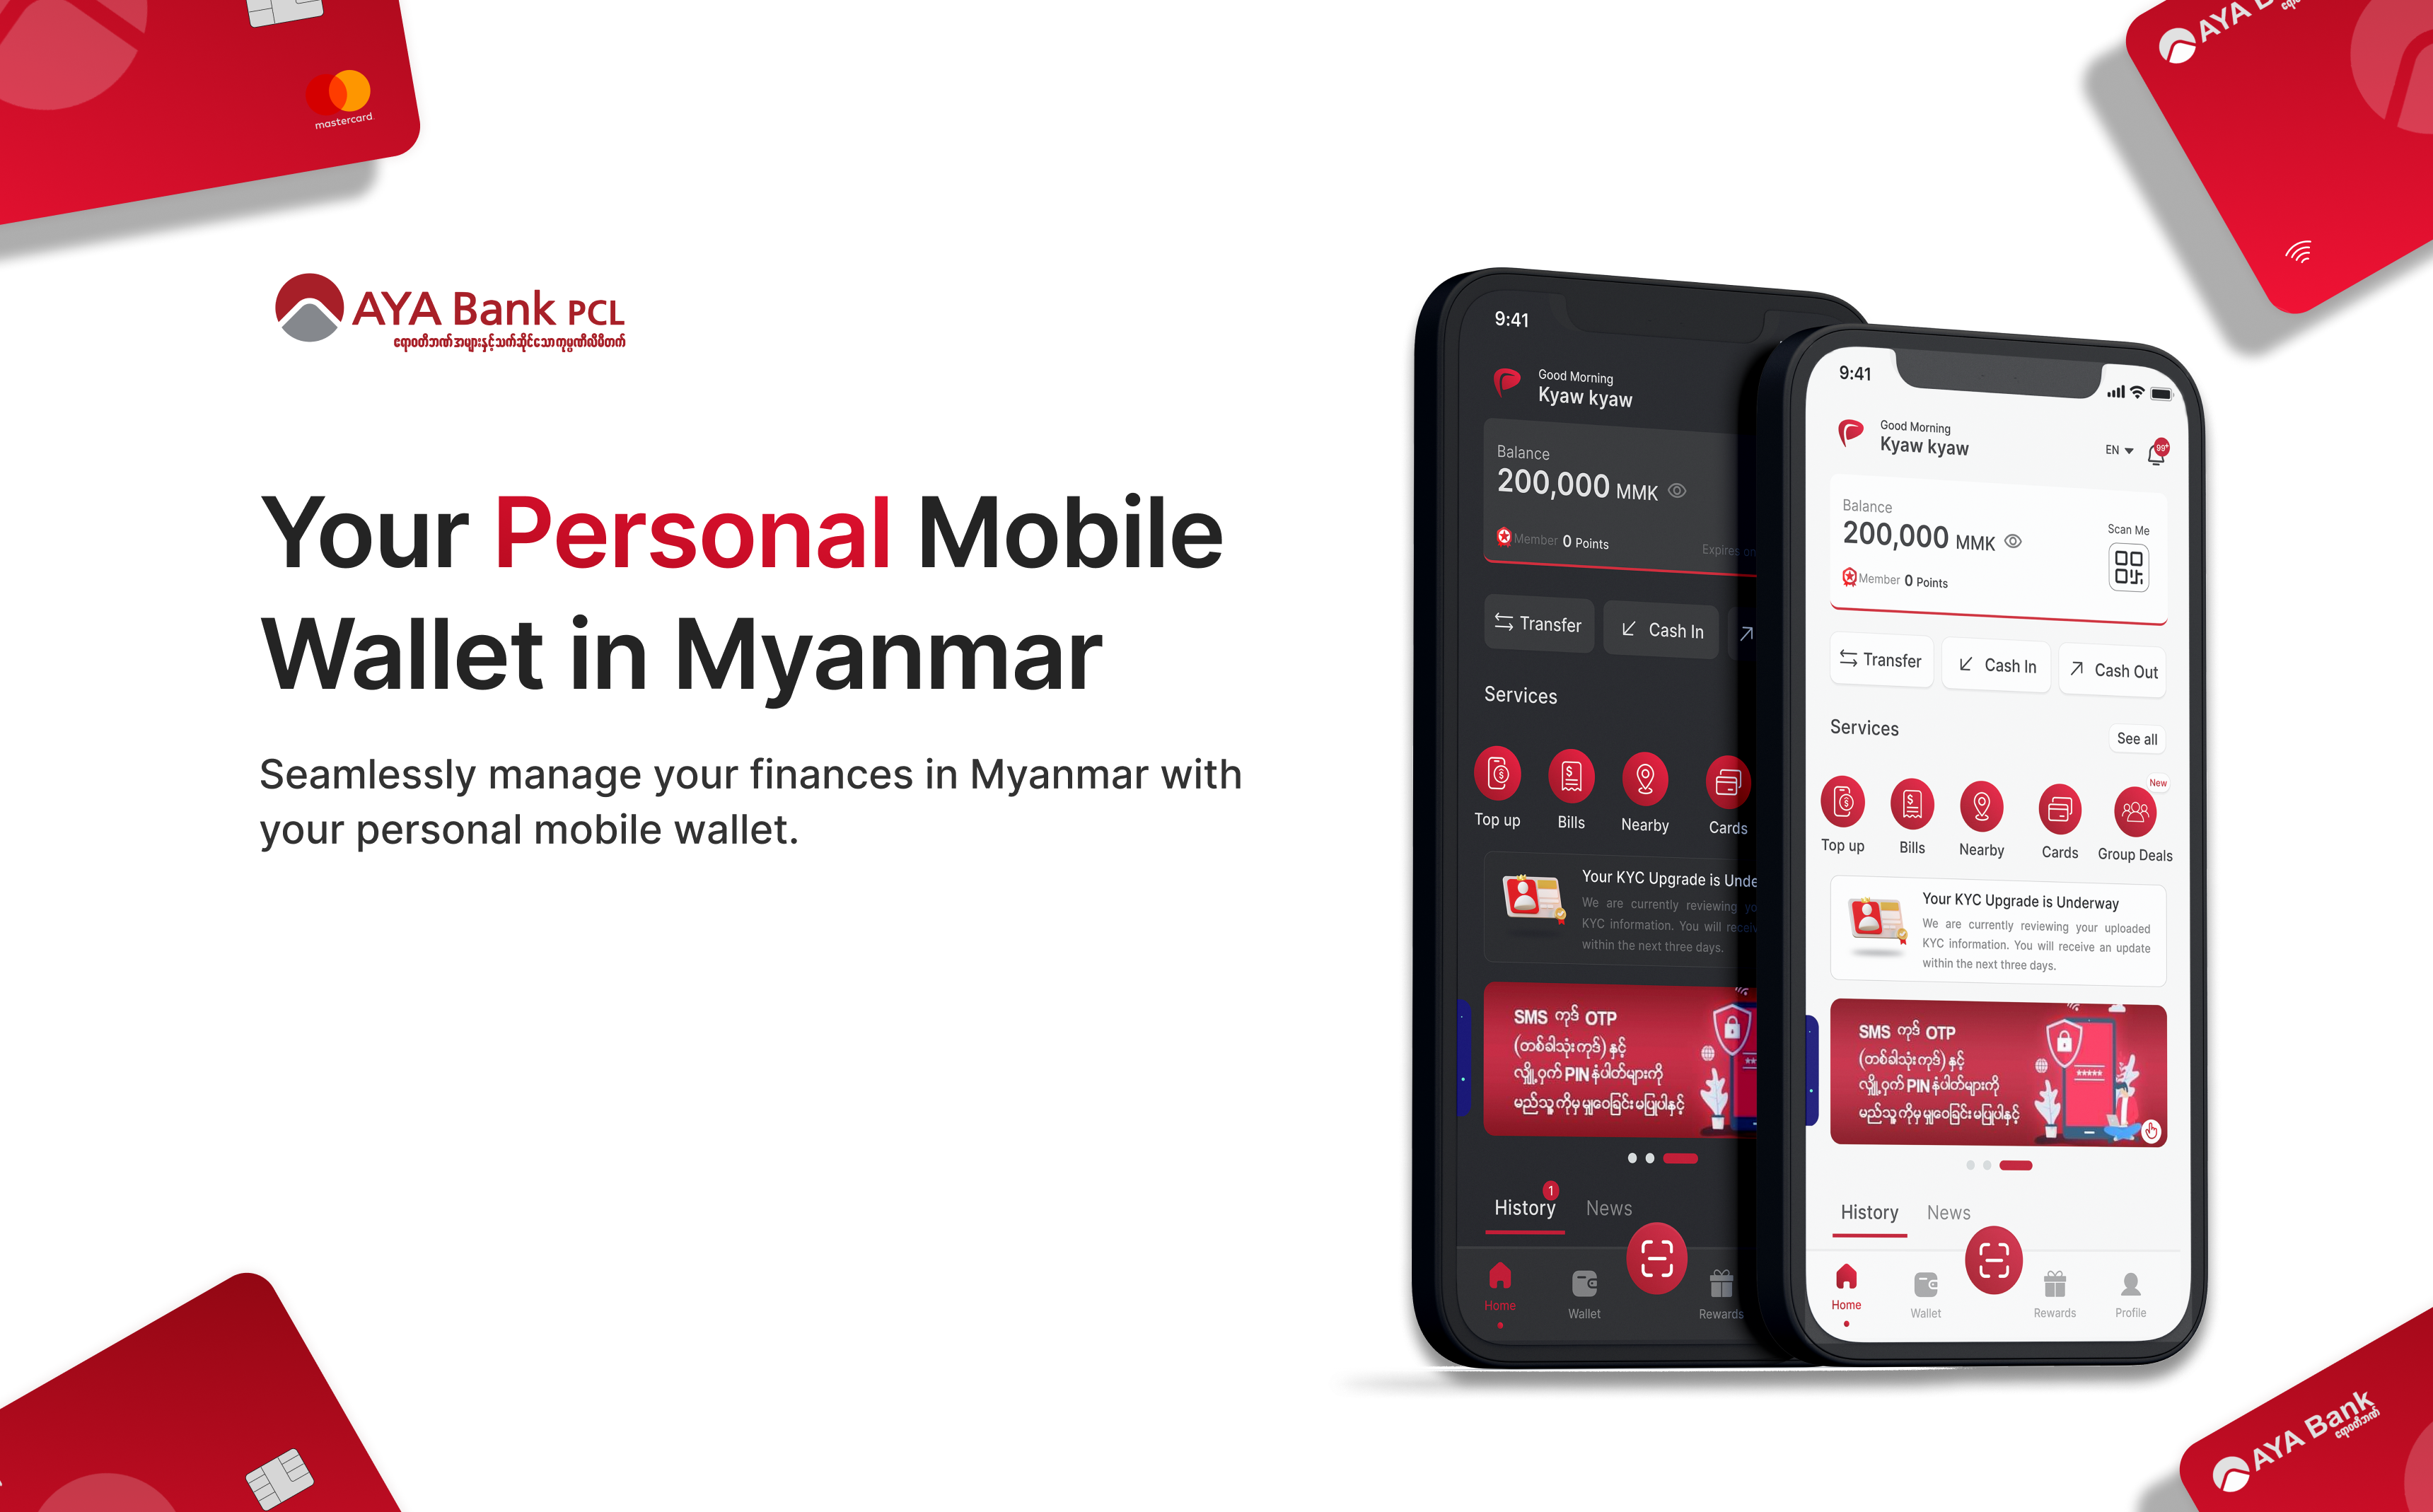 mastercard
AYA Bank PCL
ဧရာဝတီဘဏ် အများနှင့်သက်ဆိုင်သော ကုမ္ပဏီလီမိတက်
Your Personal Mobile
Wallet in Myanmar
Seamlessly manage your finances in Myanmar with
your personal mobile wallet.
9:41
Good Morning
Kyaw kyaw
Balance
200,000 MMK
Member 0 Points
Expires on
Transfer
Cash In
Services
Top up
Bills
Nearby
Cards
Your KYC Upgrade is Unde
We are currently reviewing yo
KYC information. You will receiv
within the next three days.
SMS ကုဒ် OTP
(တစ်ခါသုံးကုဒ်) နှင့်
လျှို့ဝှက် PIN နံပါတ်များကို
မည်သူ့ကိုမှ မျှဝေခြင်းမပြုပါနှင့်
1
History
News
Home
Wallet
Rewards
9:41
Good Morning
Kyaw kyaw
EN
99+
Balance
200,000 MMK
Scan Me
Member 0 Points
Transfer
Cash In
Cash Out
Services
See all
New
Top up
Bills
Nearby
Cards
Group Deals
Your KYC Upgrade is Underway
We are currently reviewing your uploaded
KYC information. You will receive an update
within the next three days.
SMS ကုဒ် OTP
(တစ်ခါသုံးကုဒ်) နှင့်
လျှို့ဝှက် PIN နံပါတ်များကို
မည်သူ့ကိုမှ မျှဝေခြင်းမပြုပါနှင့်
History
News
Home
Wallet
Rewards
Profile
AYA Bank
ဧရာဝတီဘဏ်